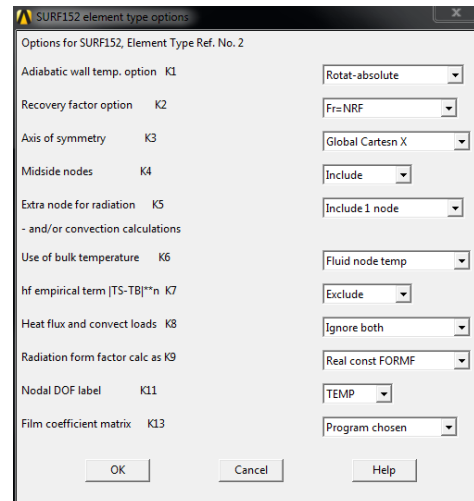 SURF152 element type options
Options for SURF152, Element Type Ref. No. 2
Adiabatic wall temp. option K1 Rotat-absolute
Recovery factor option K2 Fr=NRF
Axis of symmetry K3 Global Cartesn X
Midside nodes K4 Include
Extra node for radiation K5 Include 1 node
- and/or convection calculations
Use of bulk temperature K6 Fluid node temp
hf empirical term |TS-TB|**n K7 Exclude
Heat flux and convect loads K8 Ignore both
Radiation form factor calc as K9 Real const FORMF
Nodal DOF label K11 TEMP
Film coefficient matrix K13 Program chosen
OK Cancel Help